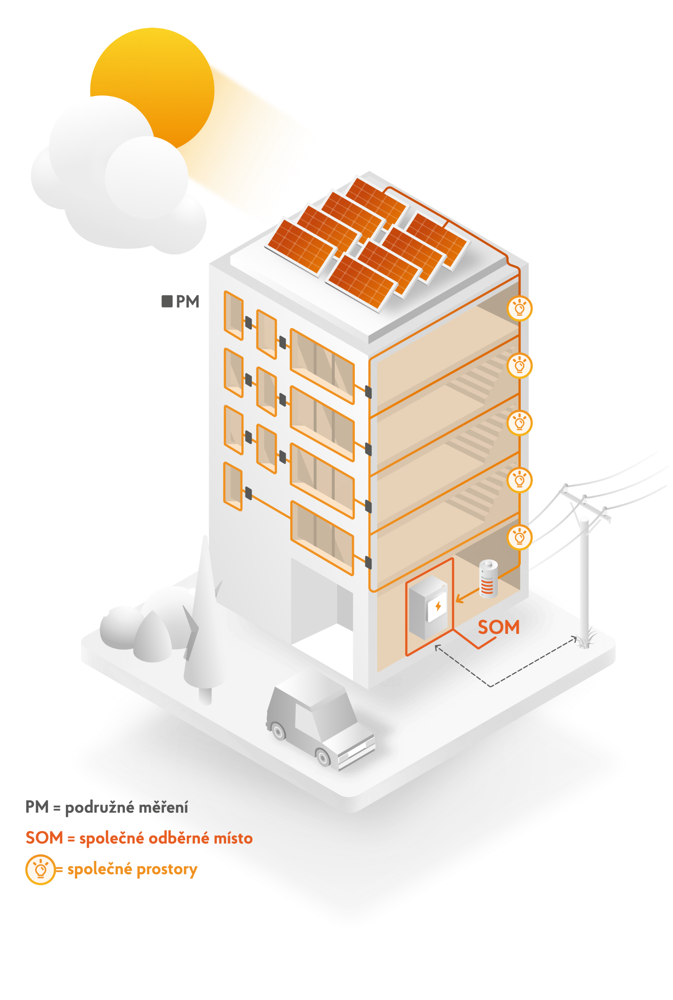 PM
SOM
PM = podružné měření
SOM = společné odběrné místo
= společné prostory